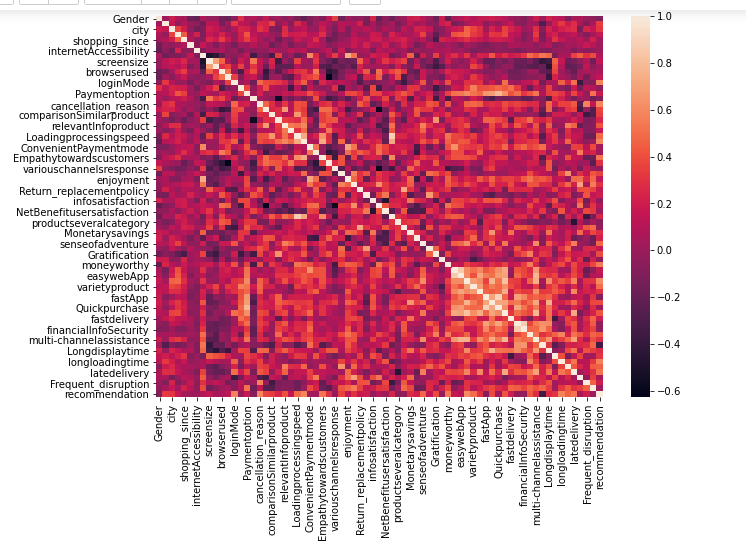 Gender
city
shopping_since
internetAccessibility
screensize
browserused
loginMode
Paymentoption
cancellation_reason
comparisonSimilarproduct
relevantInfoproduct
Loadingprocessingspeed
ConvenientPaymentmode
Empathytowardscustomers
variouschannelsresponse
enjoyment
Return_replacementpolicy
infosatisfaction
NetBenefitusersatisfaction
productseveralcategory
Monetarysavings
senseofadventure
Gratification
moneyworthy
easywebApp
varietyproduct
fastApp
Quickpurchase
fastdelivery
financialInfoSecurity
multi-channelassistance
Longdisplaytime
longloadingtime
latedelivery
Frequent_disruption
recommendation
1.0
0.8
0.6
0.4
0.2
0.0
−0.2
−0.4
−0.6
Gender
city
shopping_since
internetAccessibility
screensize
browserused
loginMode
Paymentoption
cancellation_reason
comparisonSimilarproduct
relevantInfoproduct
Loadingprocessingspeed
ConvenientPaymentmode
Empathytowardscustomers
variouschannelsresponse
enjoyment
Return_replacementpolicy
infosatisfaction
NetBenefitusersatisfaction
productseveralcategory
Monetarysavings
senseofadventure
Gratification
moneyworthy
easywebApp
varietyproduct
fastApp
Quickpurchase
fastdelivery
financialInfoSecurity
multi-channelassistance
Longdisplaytime
longloadingtime
latedelivery
Frequent_disruption
recommendation